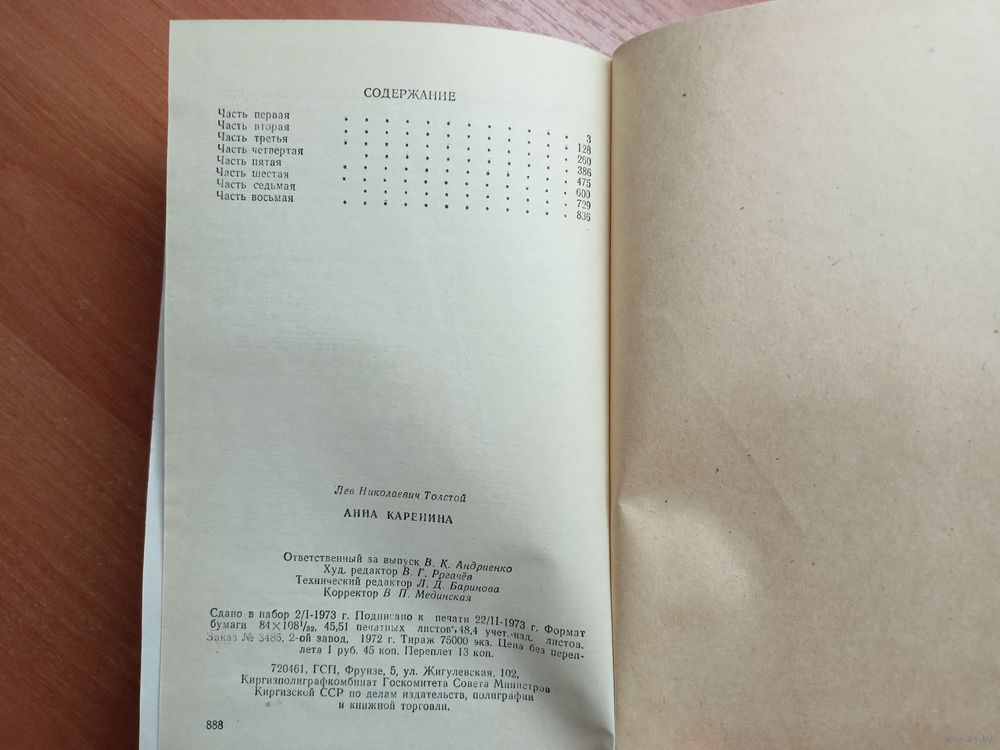 СОДЕРЖАНИЕ
Часть первая . . . . . . . . . . . . 3
Часть вторая . . . . . . . . . . . . 128
Часть третья . . . . . . . . . . . . 260
Часть четвертая . . . . . . . . . . . 386
Часть пятая . . . . . . . . . . . . 475
Часть шестая . . . . . . . . . . . . 600
Часть седьмая . . . . . . . . . . . 729
Часть восьмая . . . . . . . . . . . . 836
Лев Николаевич Толстой
АННА КАРЕНИНА
Ответственный за выпуск В. К. Андриенко
Худ. редактор В. Г. Рогачёв
Технический редактор Л. Д. Баринова
Корректор В. П. Мединская
Сдано в набор 2/I-1973 г. Подписано к печати 22/II-1973 г. Формат
бумаги 84×108¹/₃₂, 45,51 печатных листов, 48,4 учет.-изд. листов.
Заказ № 3485, 2-ой завод, 1972 г. Тираж 75000 экз. Цена без переп-
лета 1 руб. 45 коп. Переплет 13 коп.
720461, ГСП, Фрунзе, 5, ул. Жигулевская, 102,
Киргизполиграфкомбинат Госкомитета Совета Министров
Киргизской ССР по делам издательств, полиграфии
и книжной торговли.
888